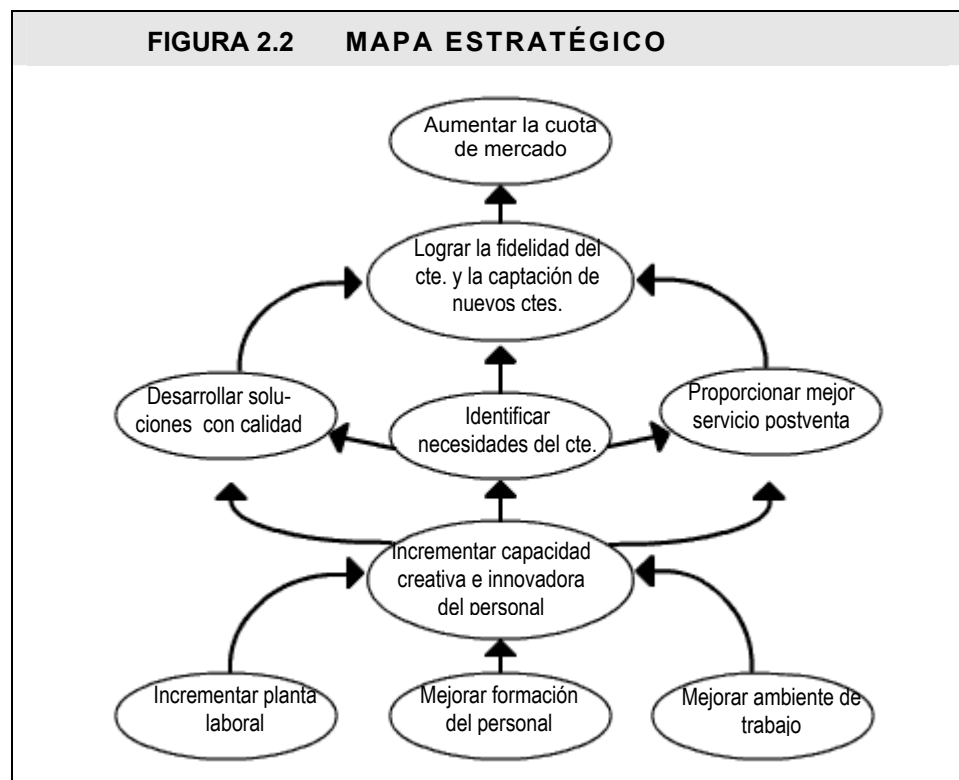 FIGURA 2.2 MAPA ESTRATÉGICO
Aumentar la cuota
de mercado
Lograr la fidelidad del
cte. y la captación de
nuevos ctes.
Desarrollar solu-
ciones con calidad
Identificar
necesidades del cte.
Proporcionar mejor
servicio postventa
Incrementar capacidad
creativa e innovadora
del personal
Incrementar planta
laboral
Mejorar formación
del personal
Mejorar ambiente de
trabajo